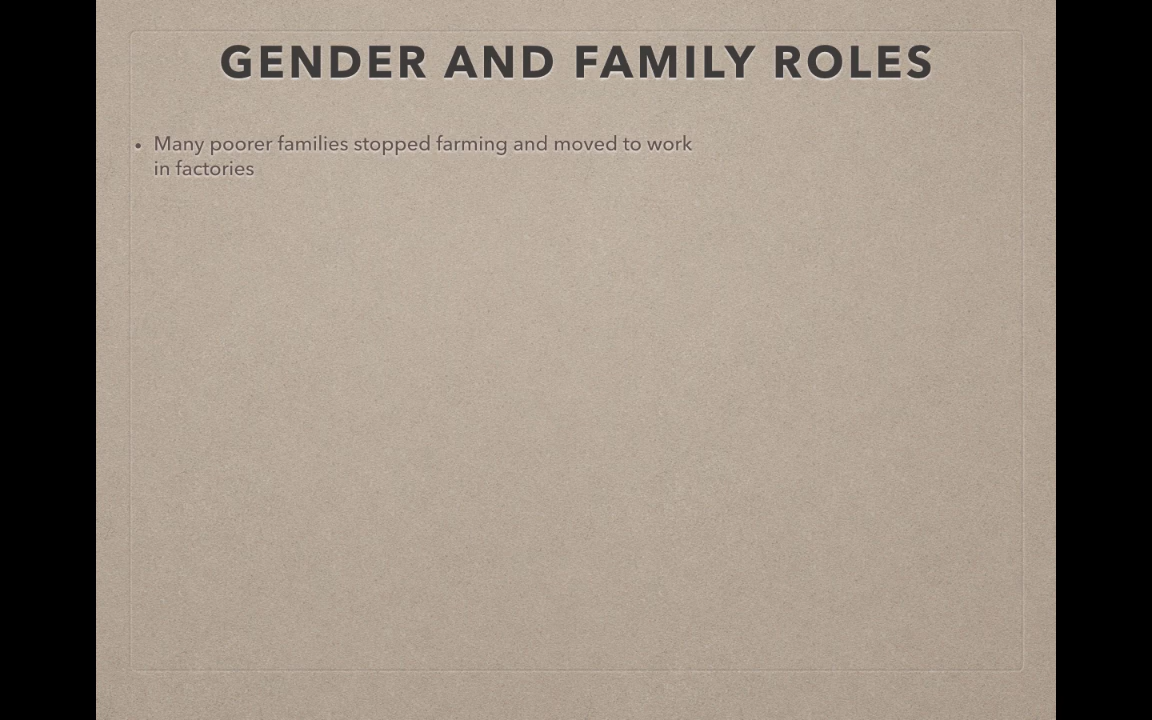 GENDER AND FAMILY ROLES
• Many poorer families stopped farming and moved to work
in factories